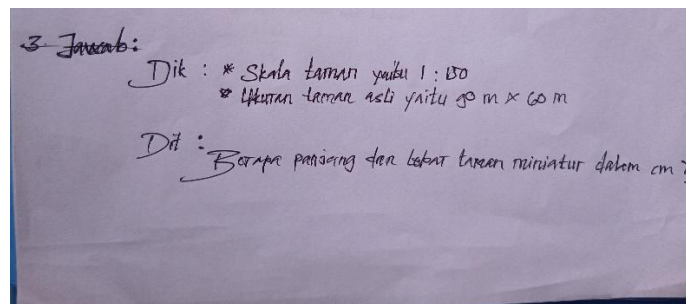 3 Jawab:
Dik : * Skala taman yaitu 1 : 150
* Ukuran taman asli yaitu 90 m × 60 m
Dit :
Berapa panjang dan lebar taman miniatur dalam cm ?